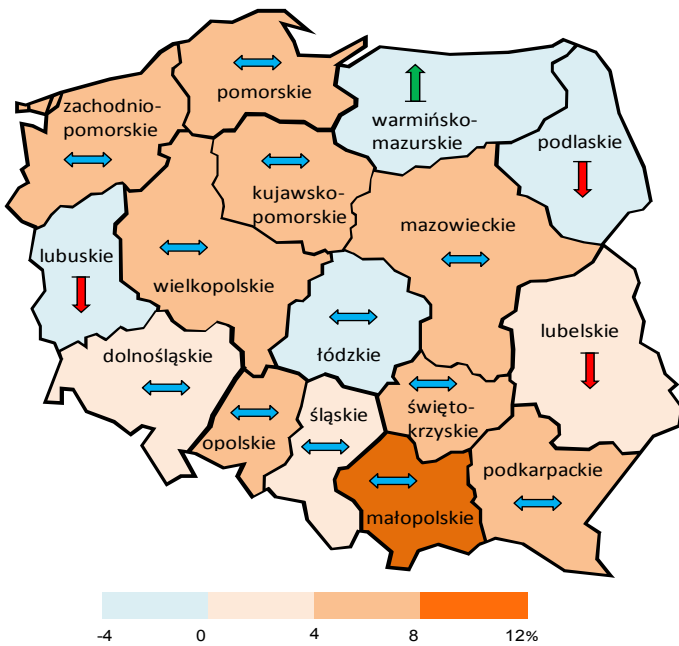 pomorskie
zachodnio-
pomorskie
warmińsko-
mazurskie
podlaskie
kujawsko-
pomorskie
mazowieckie
lubuskie
wielkopolskie
lubelskie
dolnośląskie
łódzkie
śląskie
święto-
krzyskie
opolskie
podkarpackie
małopolskie
-4 0 4 8 12%